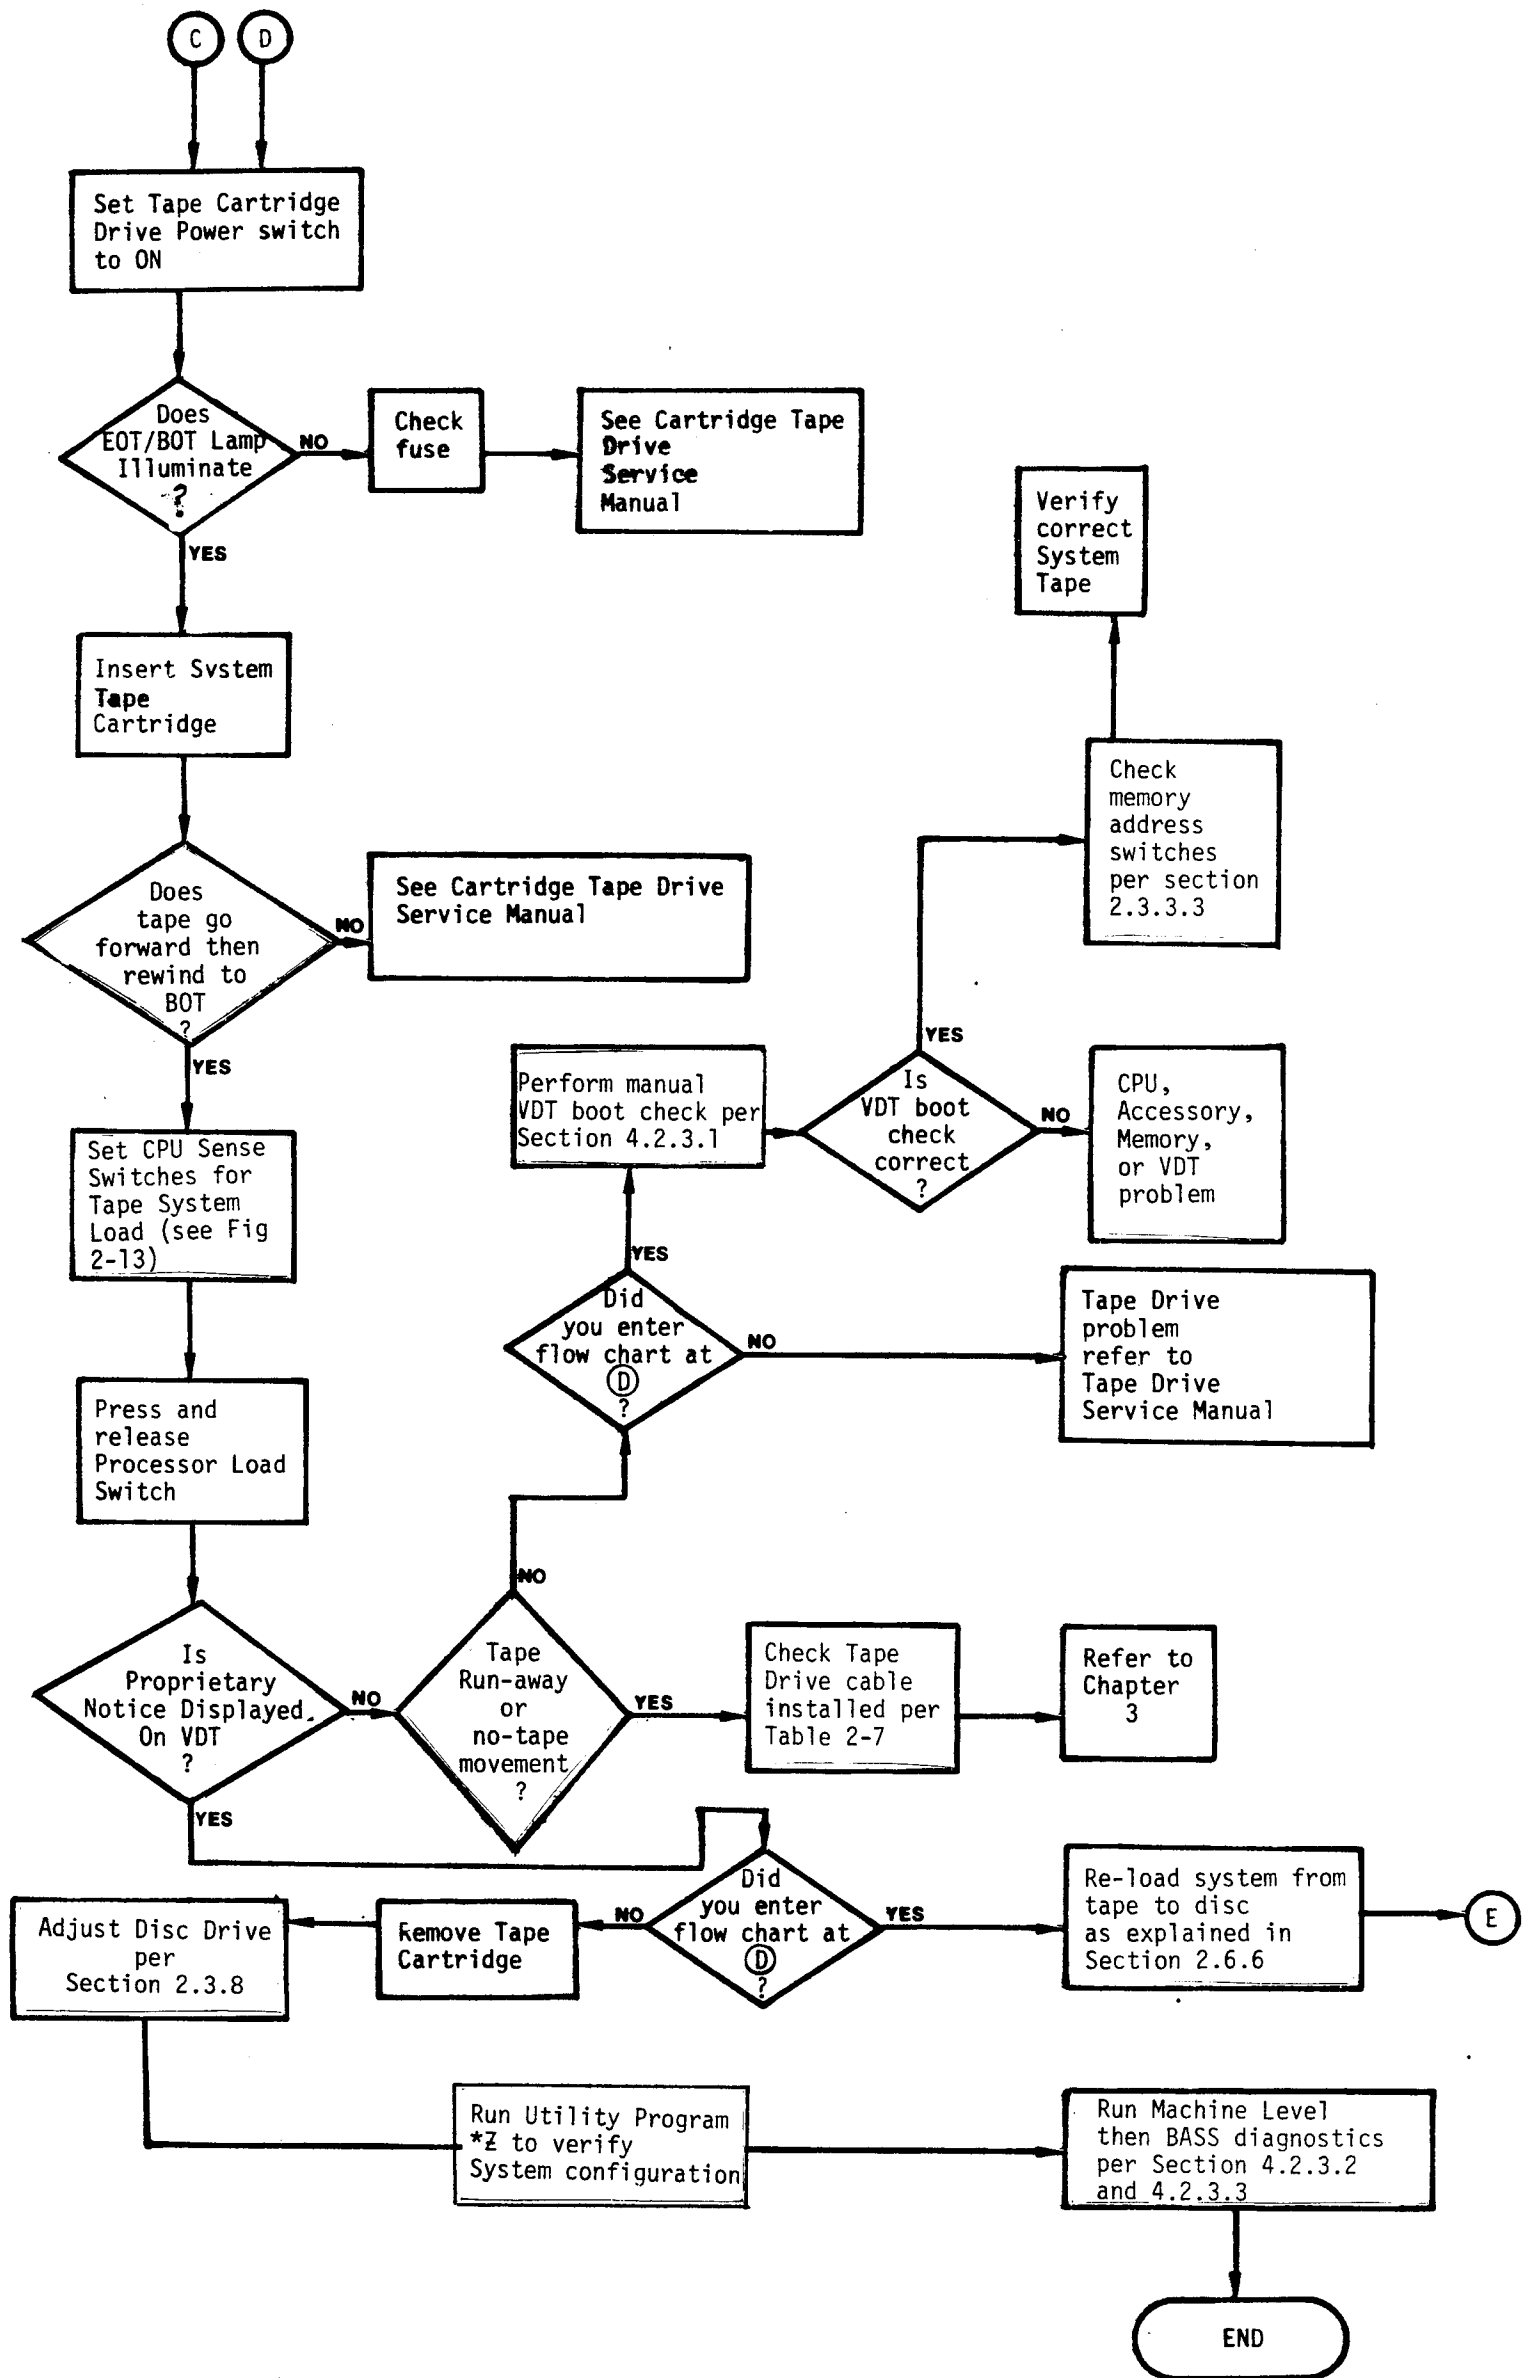 C
D
Set Tape Cartridge
Drive Power switch
to ON
Does
EOT/BOT Lamp
Illuminate
?
NO
Check
fuse
See Cartridge Tape
Drive
Service
Manual
YES
Insert System
Tape
Cartridge
Does
tape go
forward then
rewind to
BOT
?
NO
See Cartridge Tape Drive
Service Manual
YES
Set CPU Sense
Switches for
Tape System
Load (see Fig
2-13)
Press and
release
Processor Load
Switch
Is
Proprietary
Notice Displayed
On VDT
?
NO
Tape
Run-away
or
no-tape
movement
?
YES
Check Tape
Drive cable
installed per
Table 2-7
Refer to
Chapter
3
NO
Did
you enter
flow chart at
D
?
NO
Tape Drive
problem
refer to
Tape Drive
Service Manual
YES
Perform manual
VDT boot check per
Section 4.2.3.1
Is
VDT boot
check
correct
?
NO
CPU,
Accessory,
Memory,
or VDT
problem
YES
Check
memory
address
switches
per section
2.3.3.3
Verify
correct
System
Tape
YES
Did
you enter
flow chart at
D
?
YES
Re-load system from
tape to disc
as explained in
Section 2.6.6
E
NO
Remove Tape
Cartridge
Adjust Disc Drive
per
Section 2.3.8
Run Utility Program
*Z to verify
System configuration
Run Machine Level
then BASS diagnostics
per Section 4.2.3.2
and 4.2.3.3
END